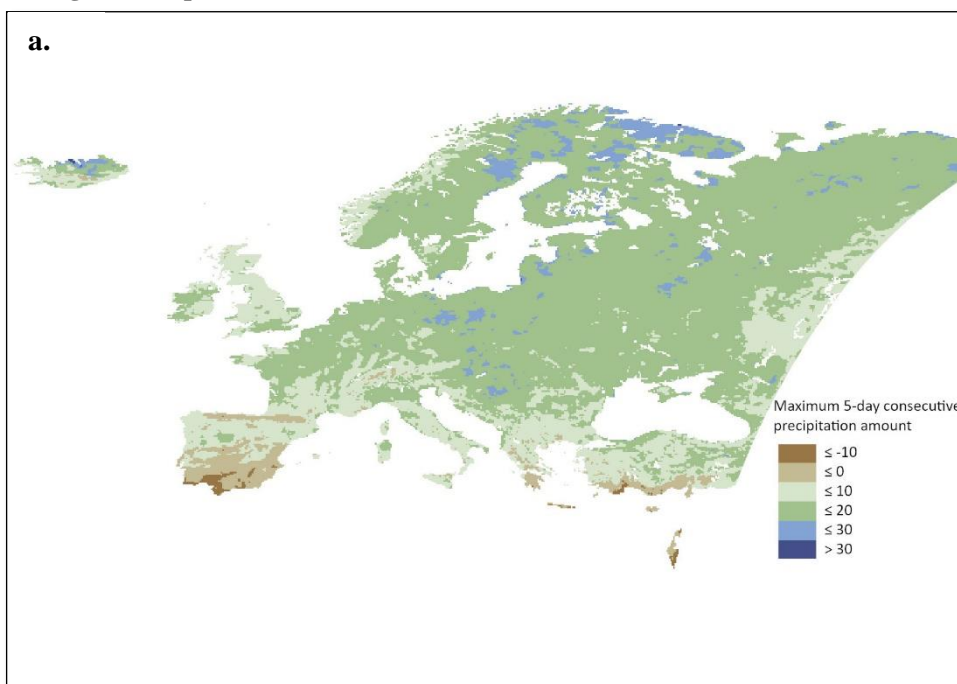 a.
Maximum 5-day consecutive
precipitation amount
≤ -10
≤ 0
≤ 10
≤ 20
≤ 30
> 30